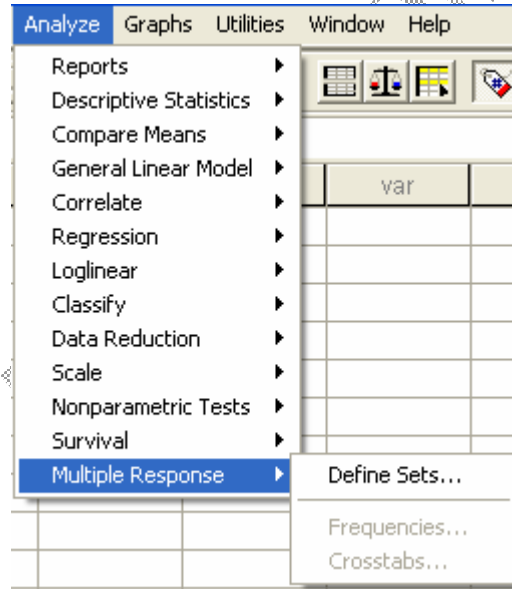 Analyze Graphs Utilities Window Help
Reports
Descriptive Statistics
Compare Means
General Linear Model
var
Correlate
Regression
Loglinear
Classify
Data Reduction
Scale
Nonparametric Tests
Survival
Multiple Response
Define Sets...
Frequencies...
Crosstabs...